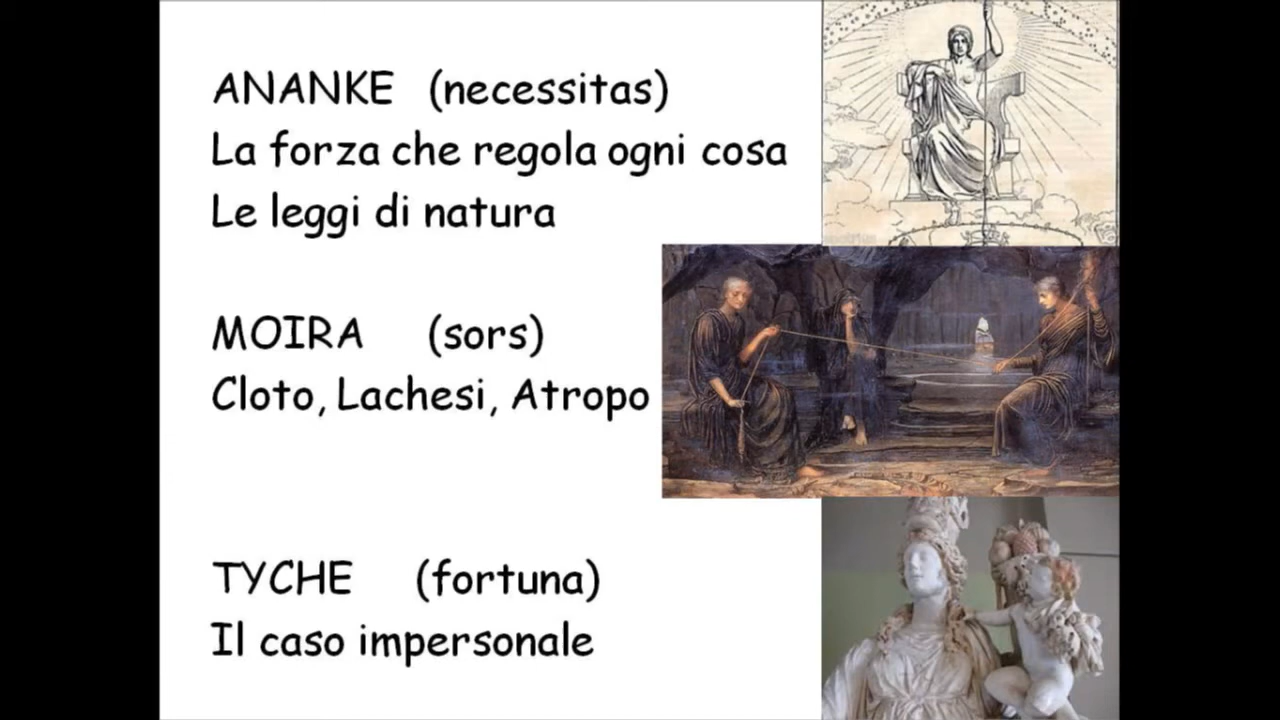 ANANKE (necessitas)
La forza che regola ogni cosa
Le leggi di natura
MOIRA (sors)
Cloto, Lachesi, Atropo
TYCHE (fortuna)
Il caso impersonale